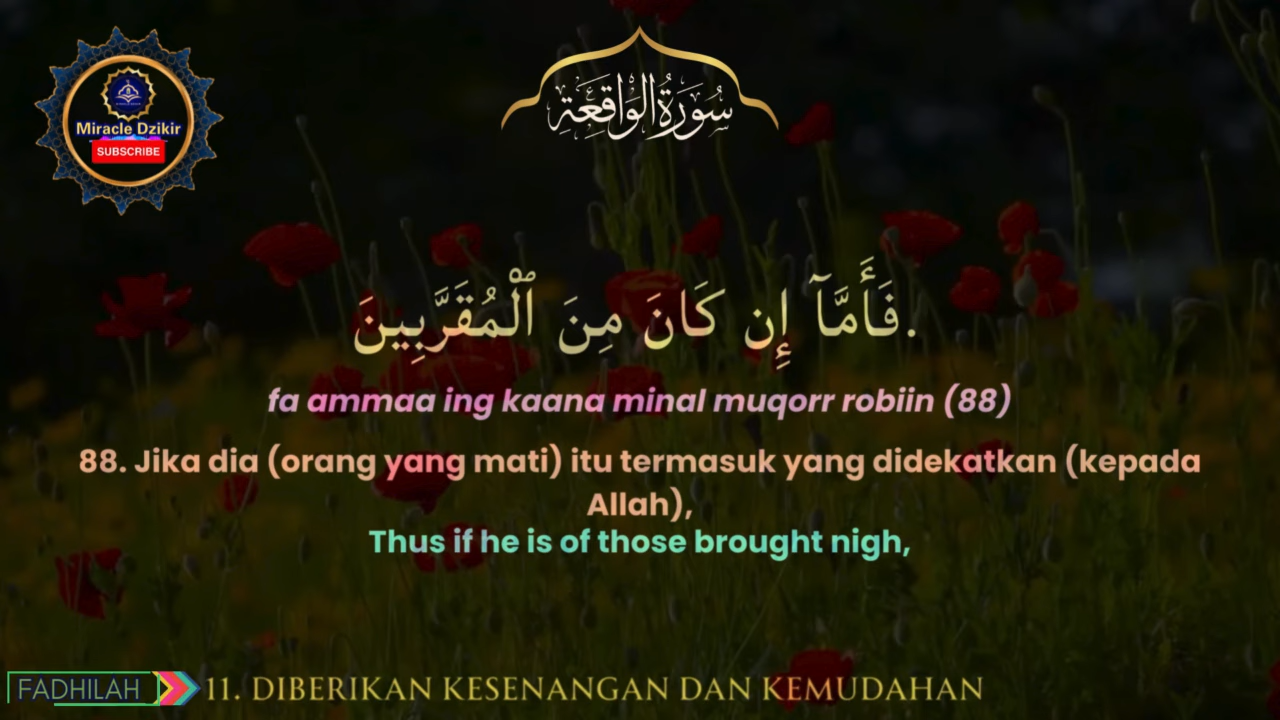 Miracle Dzikir
SUBSCRIBE
سُورَةُ الْوَاقِعَةِ
فَأَمَّآ إِن كَانَ مِنَ ٱلْمُقَرَّبِينَ.
fa ammaa ing kaana minal muqorr robiin (88)
88. Jika dia (orang yang mati) itu termasuk yang didekatkan (kepada
Allah),
Thus if he is of those brought nigh,
FADHILAH 11. DIBERIKAN KESENANGAN DAN KEMUDAHAN